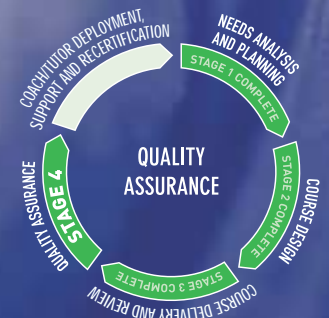 COACH/TUTOR DEPLOYMENT,
SUPPORT AND RECERTIFICATION
NEEDS ANALYSIS
AND PLANNING
STAGE 1 COMPLETE
COURSE DESIGN
STAGE 2 COMPLETE
COURSE DELIVERY AND REVIEW
STAGE 3 COMPLETE
QUALITY ASSURANCE
STAGE 4
QUALITY
ASSURANCE